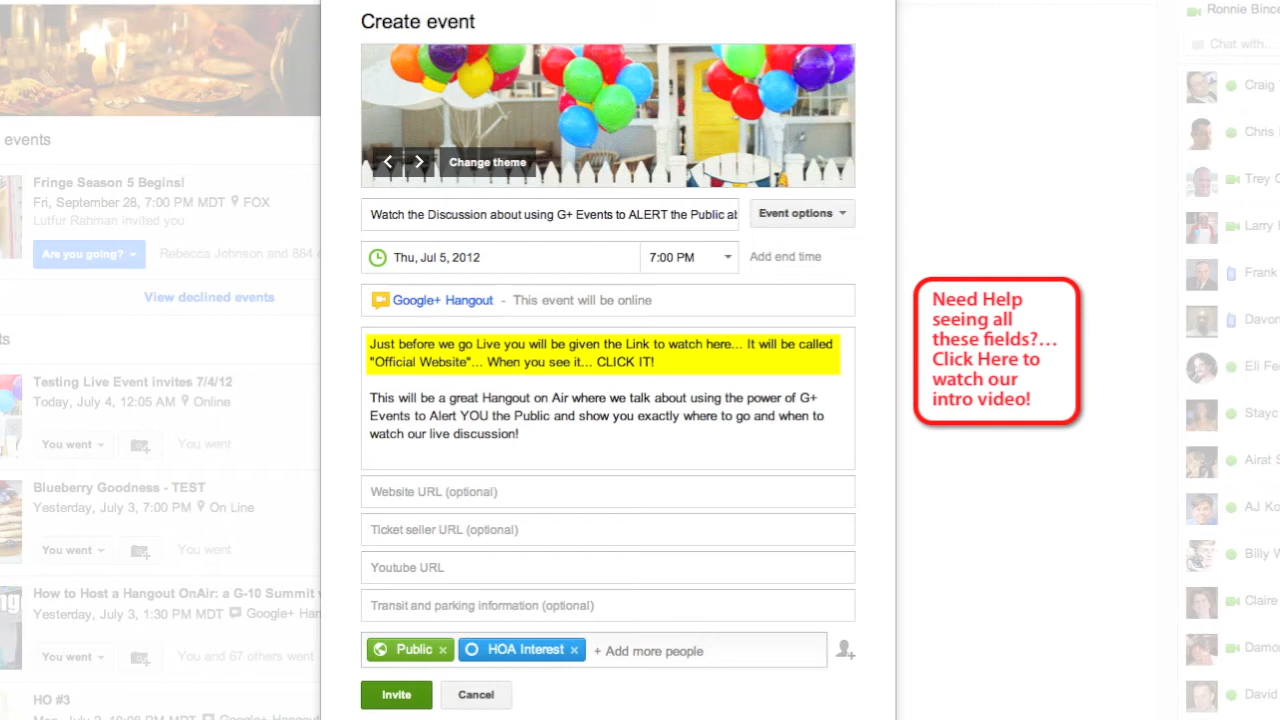 Create event
Change theme
Watch the Discussion about using G+ Events to ALERT the Public
Event options
Thu, Jul 5, 2012
7:00 PM
Add end time
Google+ Hangout - This event will be online
Just before we go Live you will be given the Link to watch here... It will be called
"Official Website"... When you see it... CLICK IT!
This will be a great Hangout on Air where we talk about using the power of G+
Events to Alert YOU the Public and show you exactly where to go and when to
watch our live discussion!
Website URL (optional)
Ticket seller URL (optional)
Youtube URL
Transit and parking information (optional)
Public × HOA Interest × + Add more people
Invite Cancel
events
Fringe Season 5 Begins!
Fri, September 28, 7:00 PM MDT FOX
Lutfur Rahman invited you
Are you going?
Rebecca Johnson and 864
View declined events
Testing Live Event invites 7/4/12
Today, July 4, 12:05 AM Online
You went You went
Blueberry Goodness - TEST
Yesterday, July 3, 7:00 PM On Line
You went You went
How to Host a Hangout OnAir: a G-10 Summit
Yesterday, July 3, 1:30 PM MDT Google+
You went You and 67 others went
HO #3
Need Help
seeing all
these fields?...
Click Here to
watch our
intro video!
Ronnie
Chat with...
Craig
Chris
Trey
Larry
Frank
Eli
Airat
AJ
Billy
Claire
David